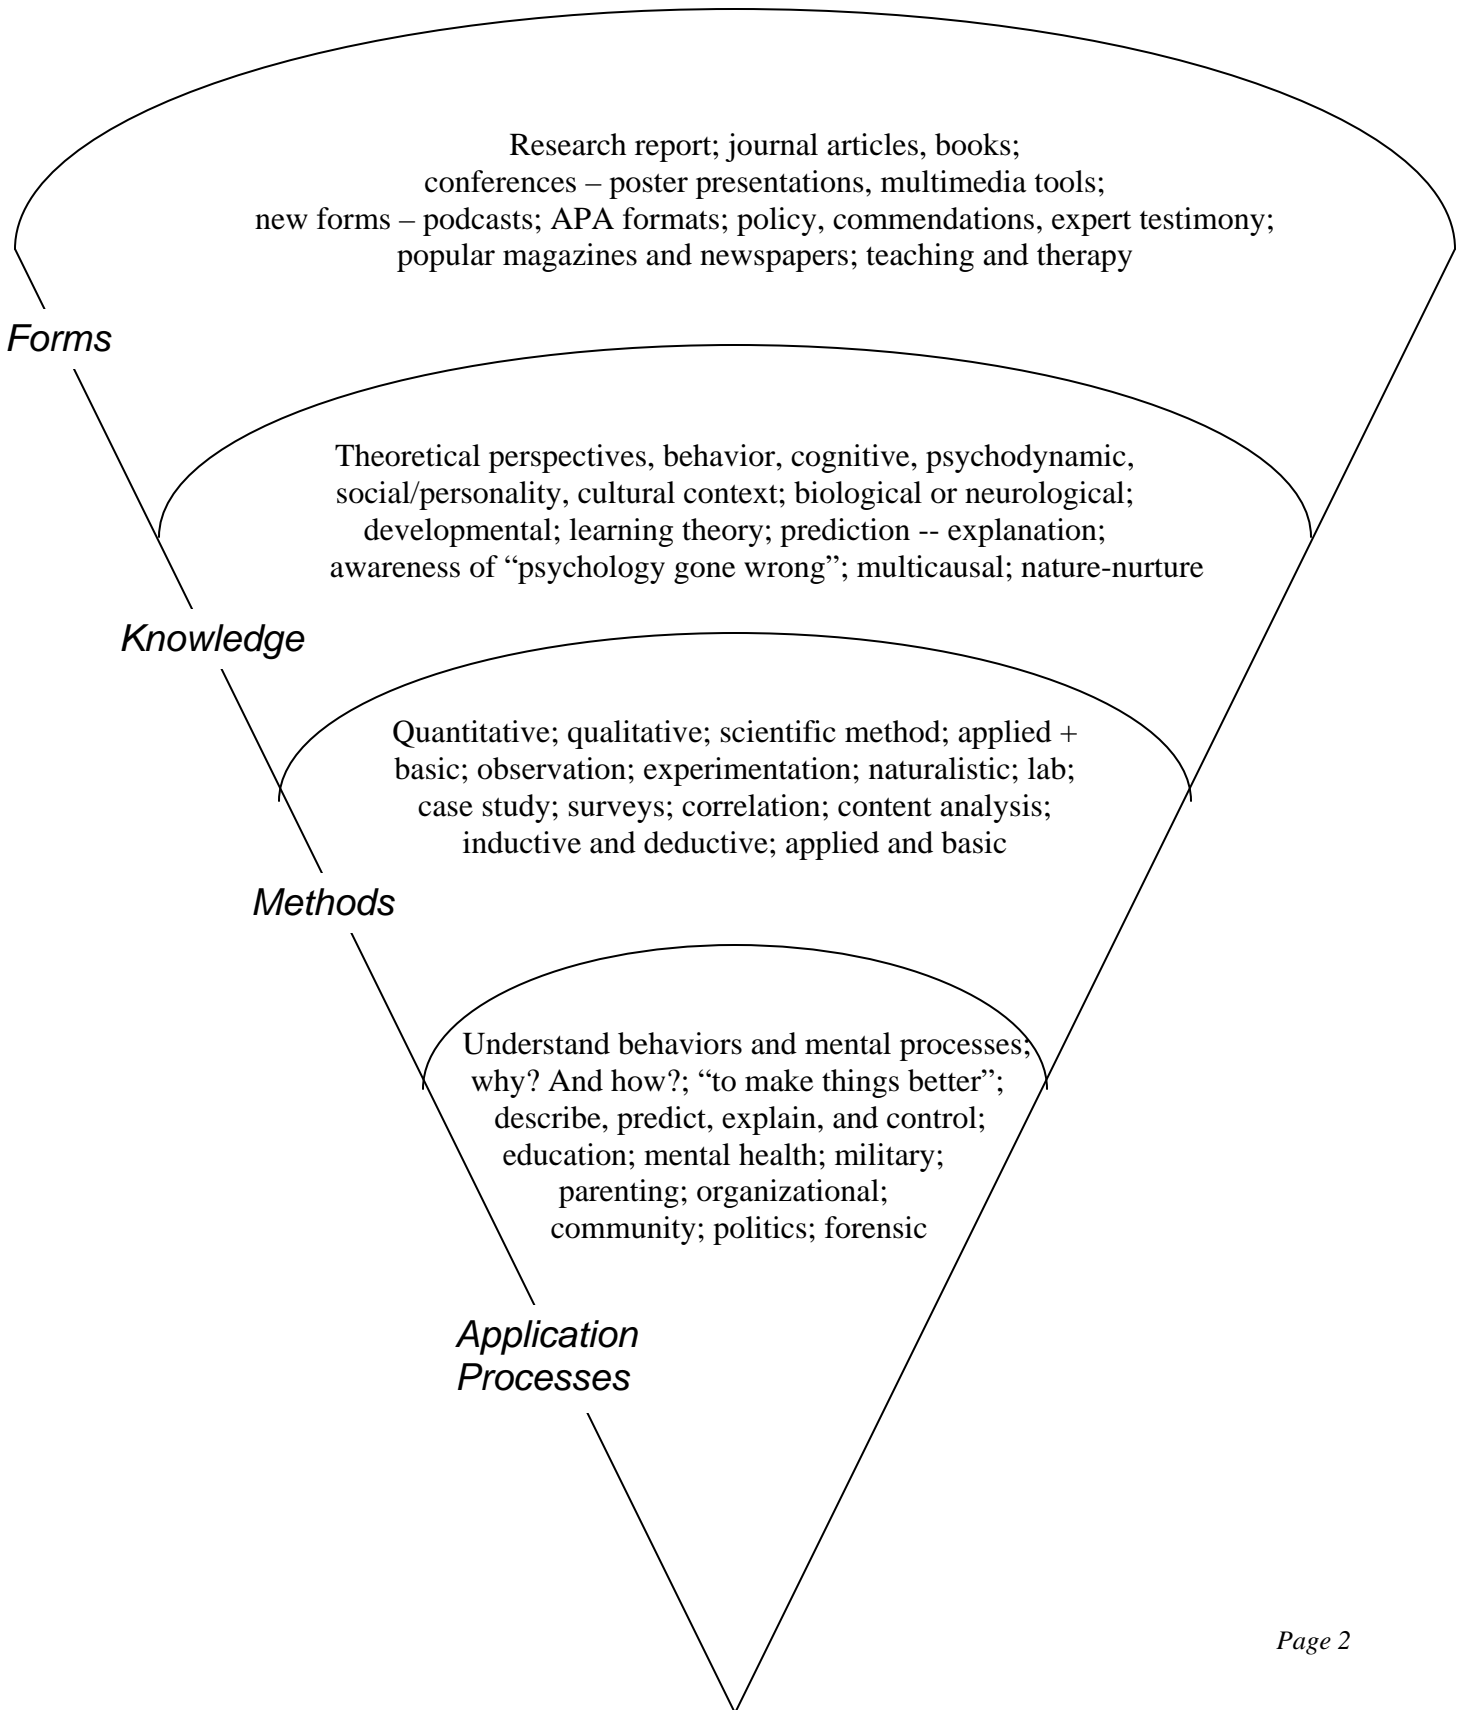 Research report; journal articles, books;
conferences – poster presentations, multimedia tools;
new forms – podcasts; APA formats; policy, commendations, expert testimony;
popular magazines and newspapers; teaching and therapy
Forms
Theoretical perspectives, behavior, cognitive, psychodynamic,
social/personality, cultural context; biological or neurological;
developmental; learning theory; prediction -- explanation;
awareness of “psychology gone wrong”; multicausal; nature-nurture
Knowledge
Quantitative; qualitative; scientific method; applied +
basic; observation; experimentation; naturalistic; lab;
case study; surveys; correlation; content analysis;
inductive and deductive; applied and basic
Methods
Understand behaviors and mental processes;
why? And how?; “to make things better”;
describe, predict, explain, and control;
education; mental health; military;
parenting; organizational;
community; politics; forensic
Application
Processes
Page 2